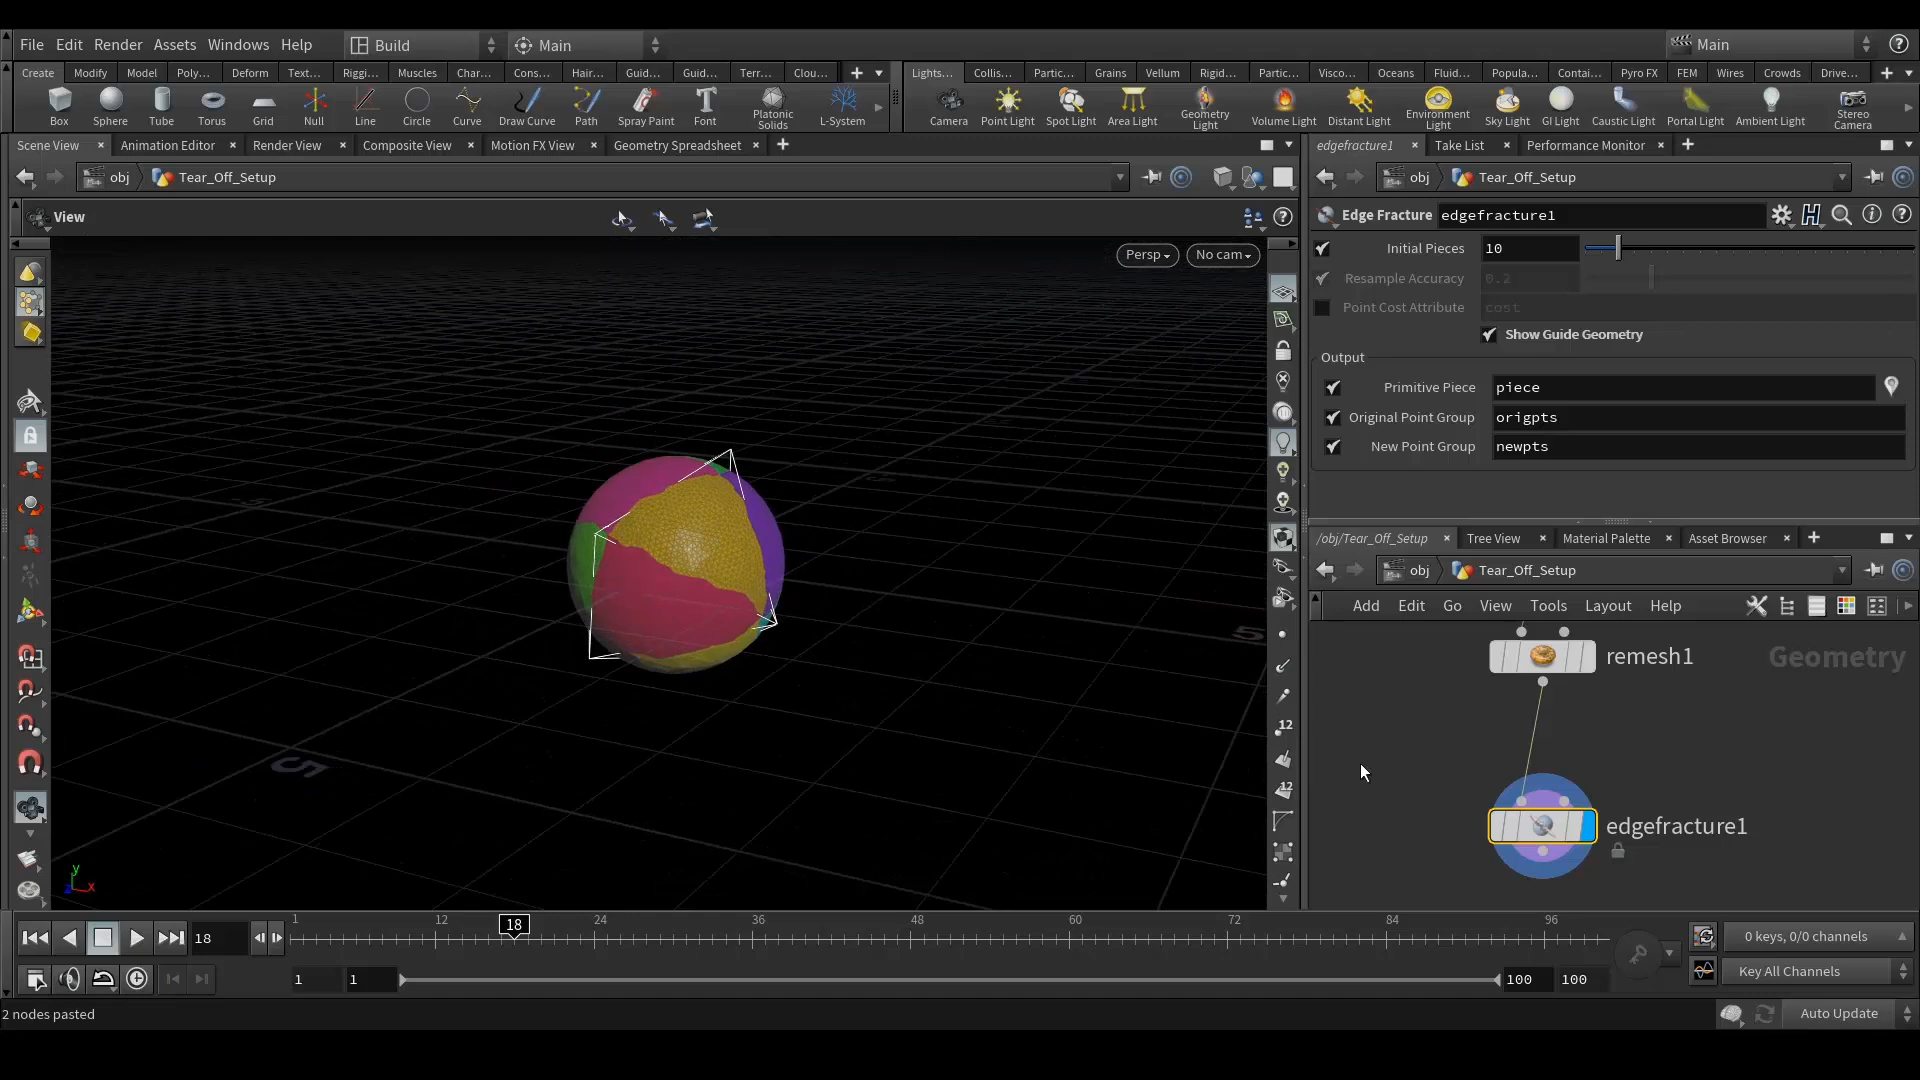 File Edit Render Assets Windows Help Build Main Main
Create Modify Model Poly... Deform Text... Riggi... Muscles Char... Cons... Hair... Guid... Guid... Terr... Clou... Lights... Collis... Partic... Grains Vellum Rigid... Partic... Visco... Oceans Fluid... Popula... Contai... Pyro FX FEM Wires Crowds Drive...
Box Sphere Tube Torus Grid Null Line Circle Curve Draw Curve Path Spray Paint Font Platonic Solids L-System Camera Point Light Spot Light Area Light Geometry Light Volume Light Distant Light Environment Light Sky Light GI Light Caustic Light Portal Light Ambient Light Stereo Camera
Scene View Animation Editor Render View Composite View Motion FX View Geometry Spreadsheet edgefracture1 Take List Performance Monitor
obj Tear_Off_Setup obj Tear_Off_Setup
View Edge Fracture edgefracture1
Persp No cam Initial Pieces 10
Resample Accuracy 0.2
Point Cost Attribute cost
Show Guide Geometry
Output
Primitive Piece piece
Original Point Group origpts
New Point Group newpts
/obj/Tear_Off_Setup Tree View Material Palette Asset Browser
obj Tear_Off_Setup
Add Edit Go View Tools Layout Help
5
remesh1 Geometry
12
5
12
edgefracture1
y
z x
1 12 18 24 36 48 60 72 84 96
18 0 keys, 0/0 channels
1 1 100 100 Key All Channels
2 nodes pasted Auto Update